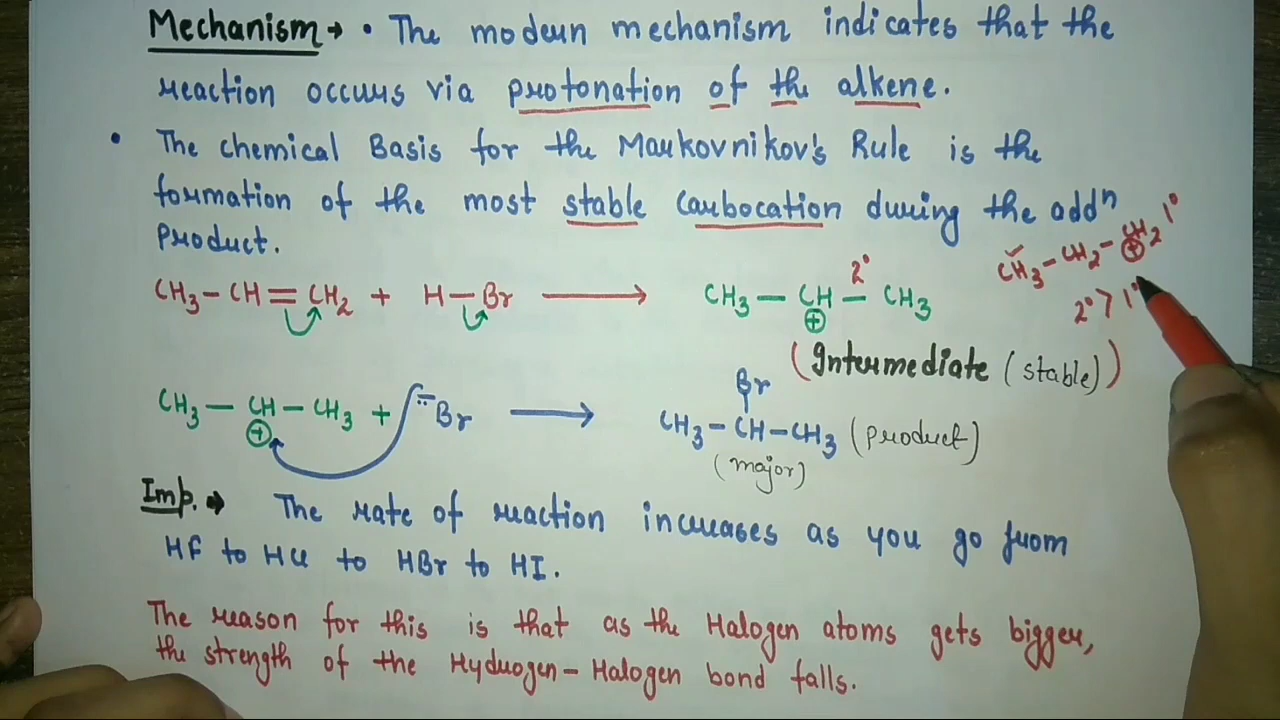 Mechanism → • The modern mechanism indicates that the
reaction occurs via protonation of the alkene.
• The chemical Basis for the Markovnikov's Rule is the
formation of the most stable carbocation during the addⁿ
Product.
CH₃–CH₂–CH₂ 1°
⊕
2° > 1°
CH₃–CH=CH₂ + H–Br ⟶ CH₃–CH–CH₃ 2°
⊕
(Intermediate (stable))
CH₃–CH–CH₃ + :⁻Br ⟶ CH₃–CH–CH₃ (product)
⊕ Br
(major)
Imp. → The rate of reaction increases as you go from
HF to HCl to HBr to HI.
The reason for this is that as the Halogen atoms gets bigger,
the strength of the Hydrogen–Halogen bond falls.